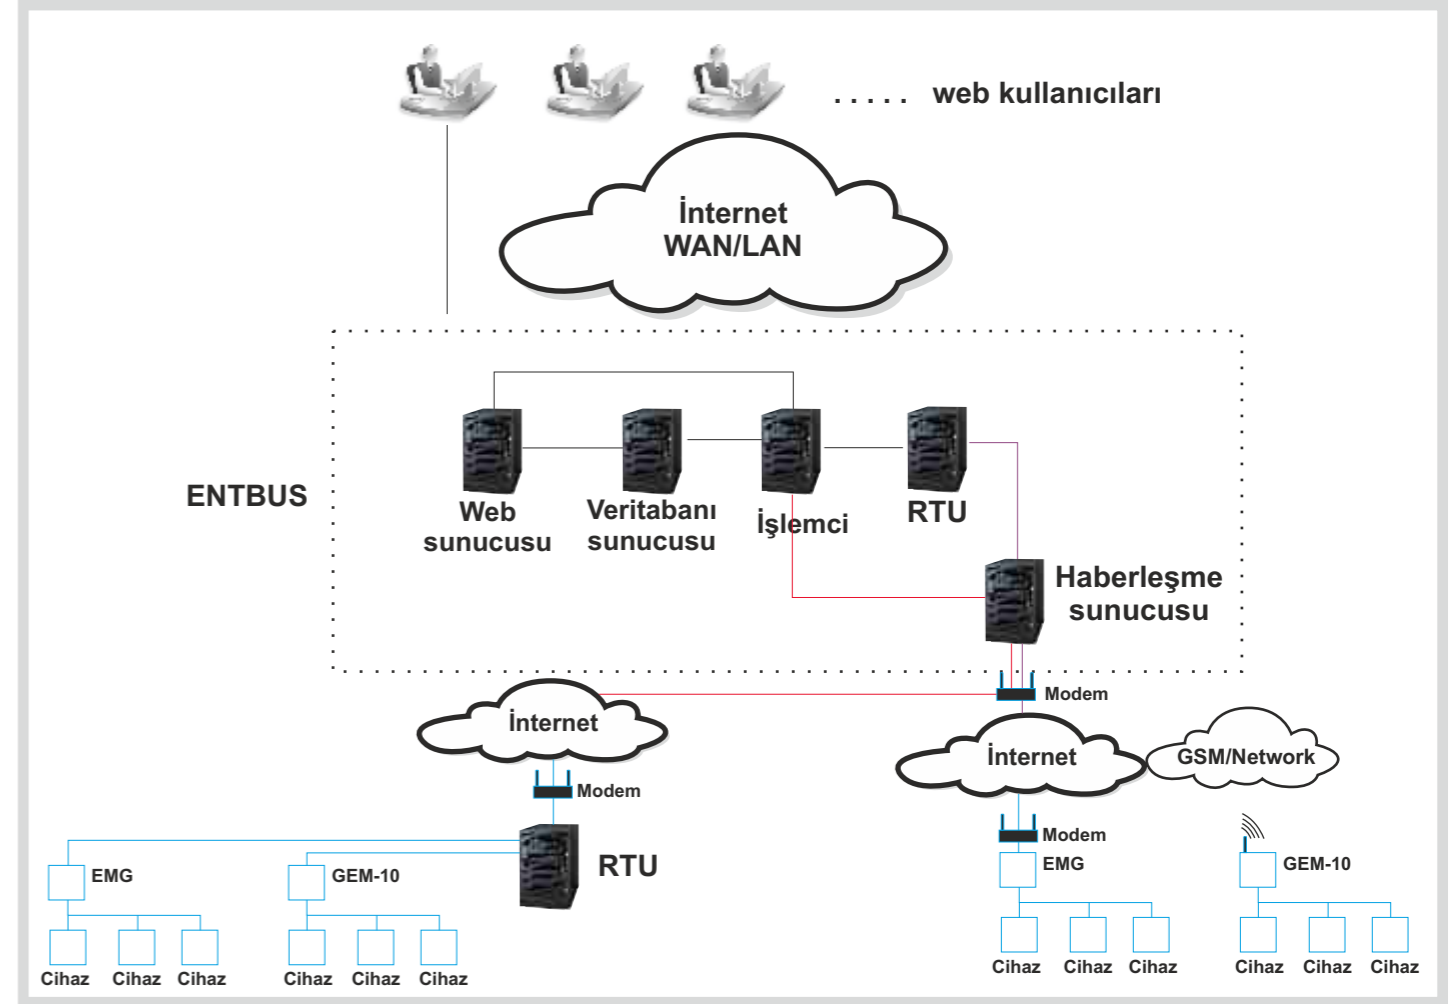 ..... web kullanıcıları
İnternet
WAN/LAN
ENTBUS
Web
sunucusu
Veritabanı
sunucusu
İşlemci
RTU
Haberleşme
sunucusu
Modem
İnternet
Modem
RTU
EMG
GEM-10
Cihaz Cihaz Cihaz
Cihaz Cihaz Cihaz
İnternet
GSM/Network
Modem
EMG
GEM-10
Cihaz Cihaz Cihaz
Cihaz Cihaz Cihaz